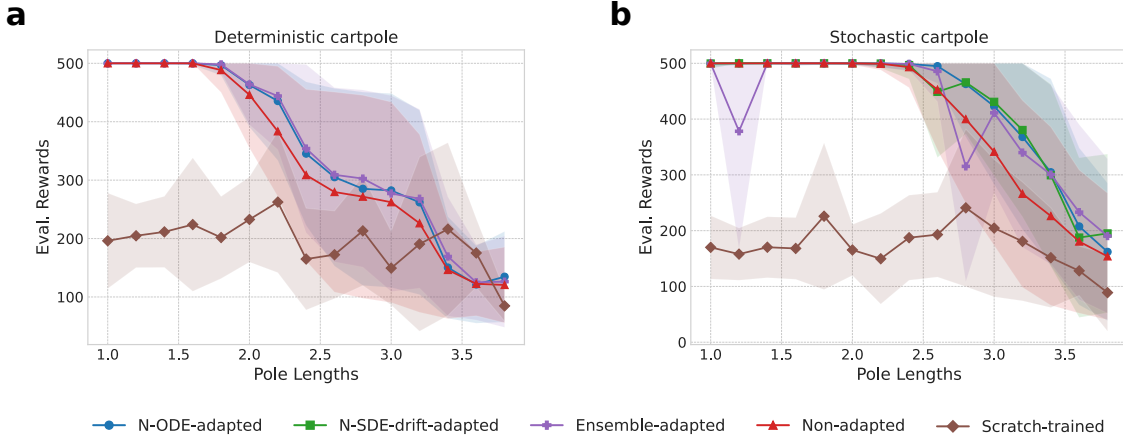 a
Deterministic cartpole
500
400
300
200
100
Eval. Rewards
1.0 1.5 2.0 2.5 3.0 3.5
Pole Lengths
b
Stochastic cartpole
500
400
300
200
100
0
Eval. Rewards
1.0 1.5 2.0 2.5 3.0 3.5
Pole Lengths
N-ODE-adapted N-SDE-drift-adapted Ensemble-adapted Non-adapted Scratch-trained